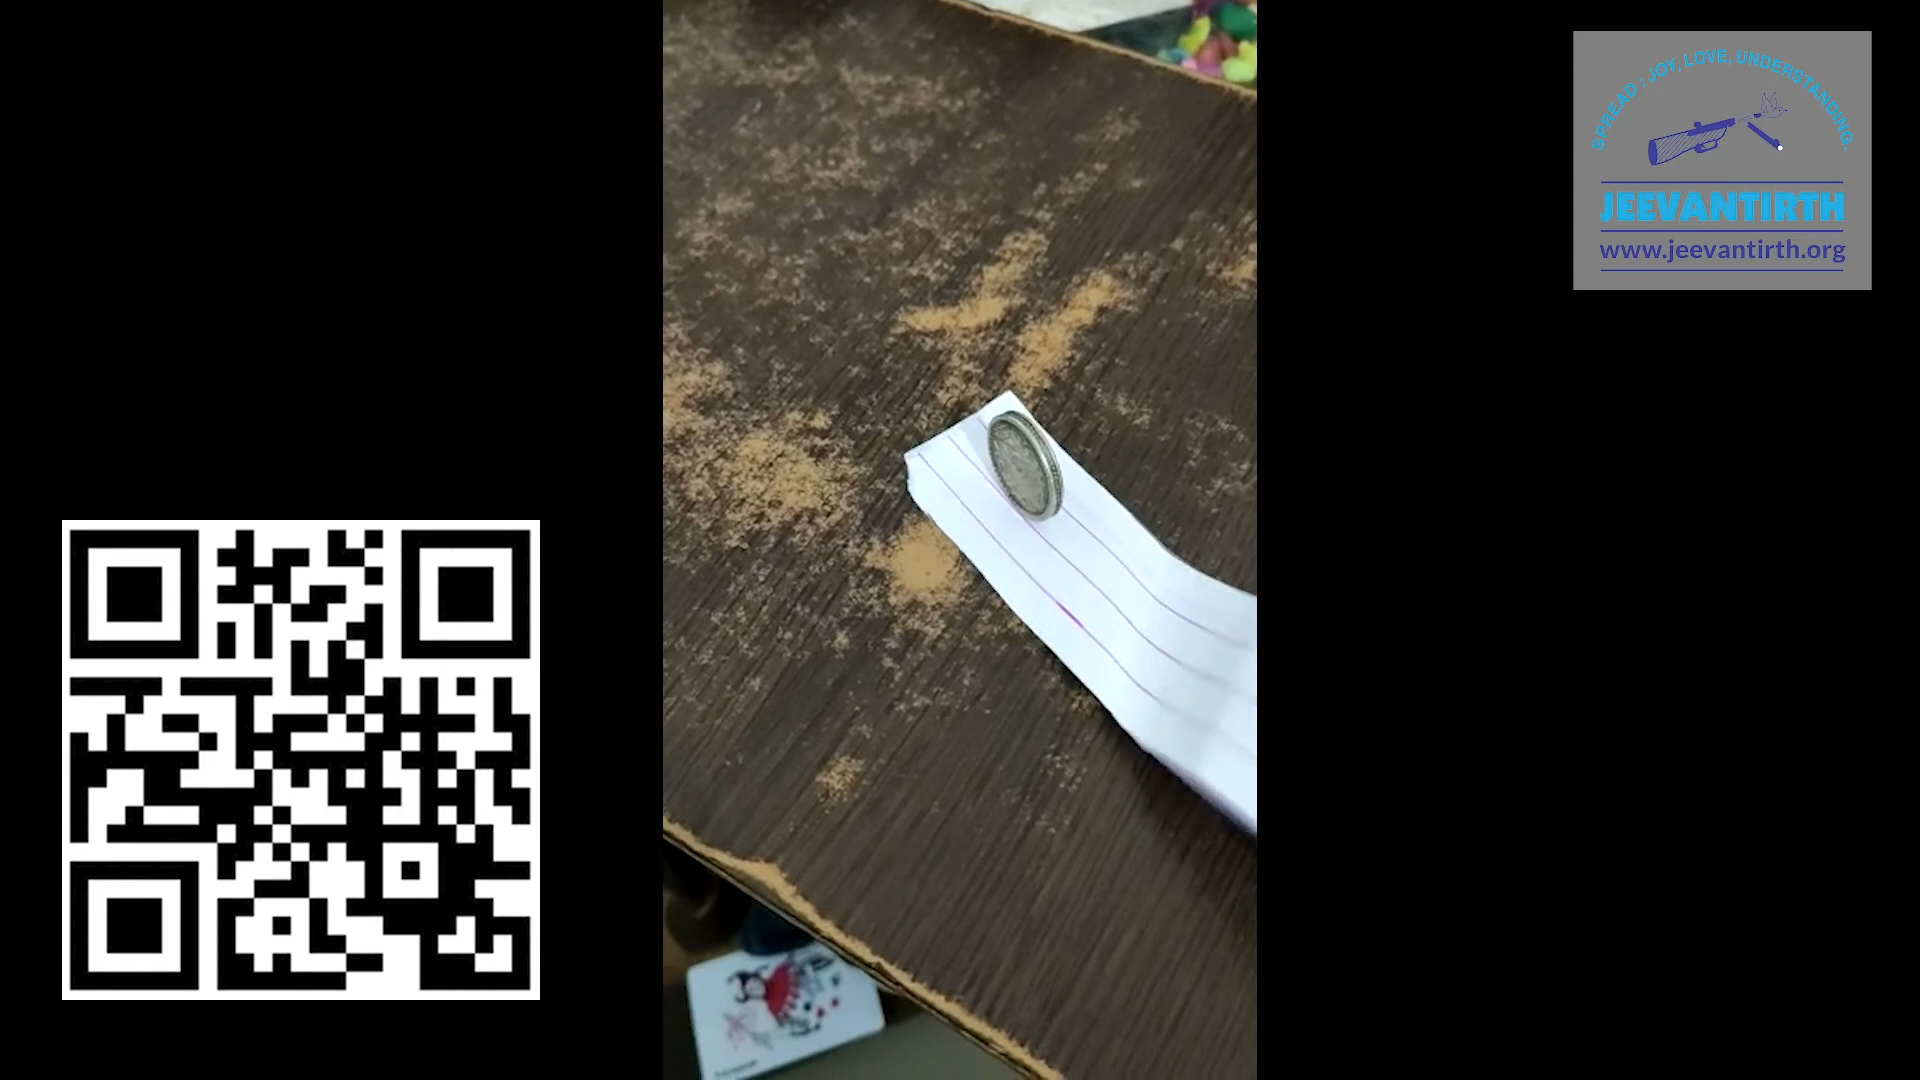 SPREAD : JOY, LOVE, UNDERSTANDING.
JEEVANTIRTH
www.jeevantirth.org